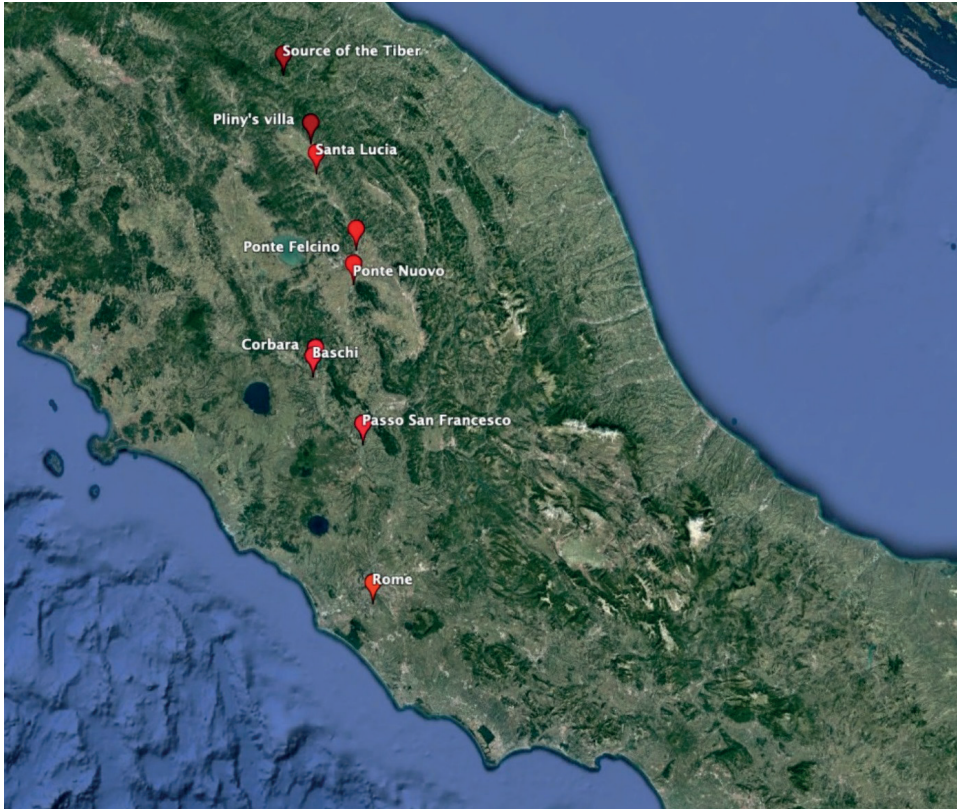 Source of the Tiber
Pliny's villa
Santa Lucia
Ponte Felcino
Ponte Nuovo
Corbara
Baschi
Passo San Francesco
Rome